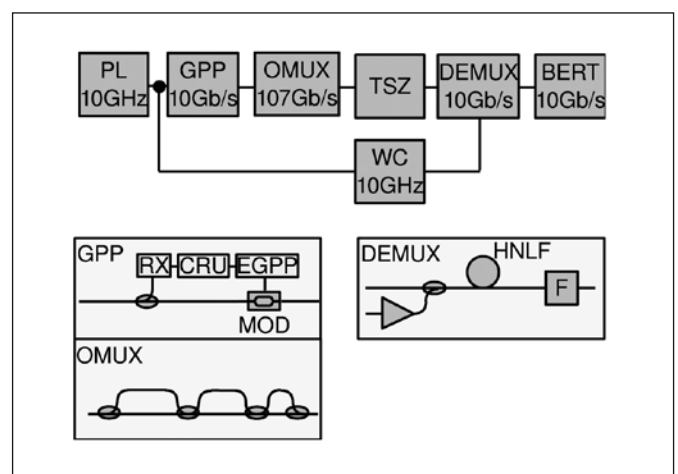 PL
10GHz
GPP
10Gb/s
OMUX
107Gb/s
TSZ
DEMUX
10Gb/s
BERT
10Gb/s
WC
10GHz
GPP
RX
CRU
EGPP
MOD
OMUX
DEMUX
HNLF
F